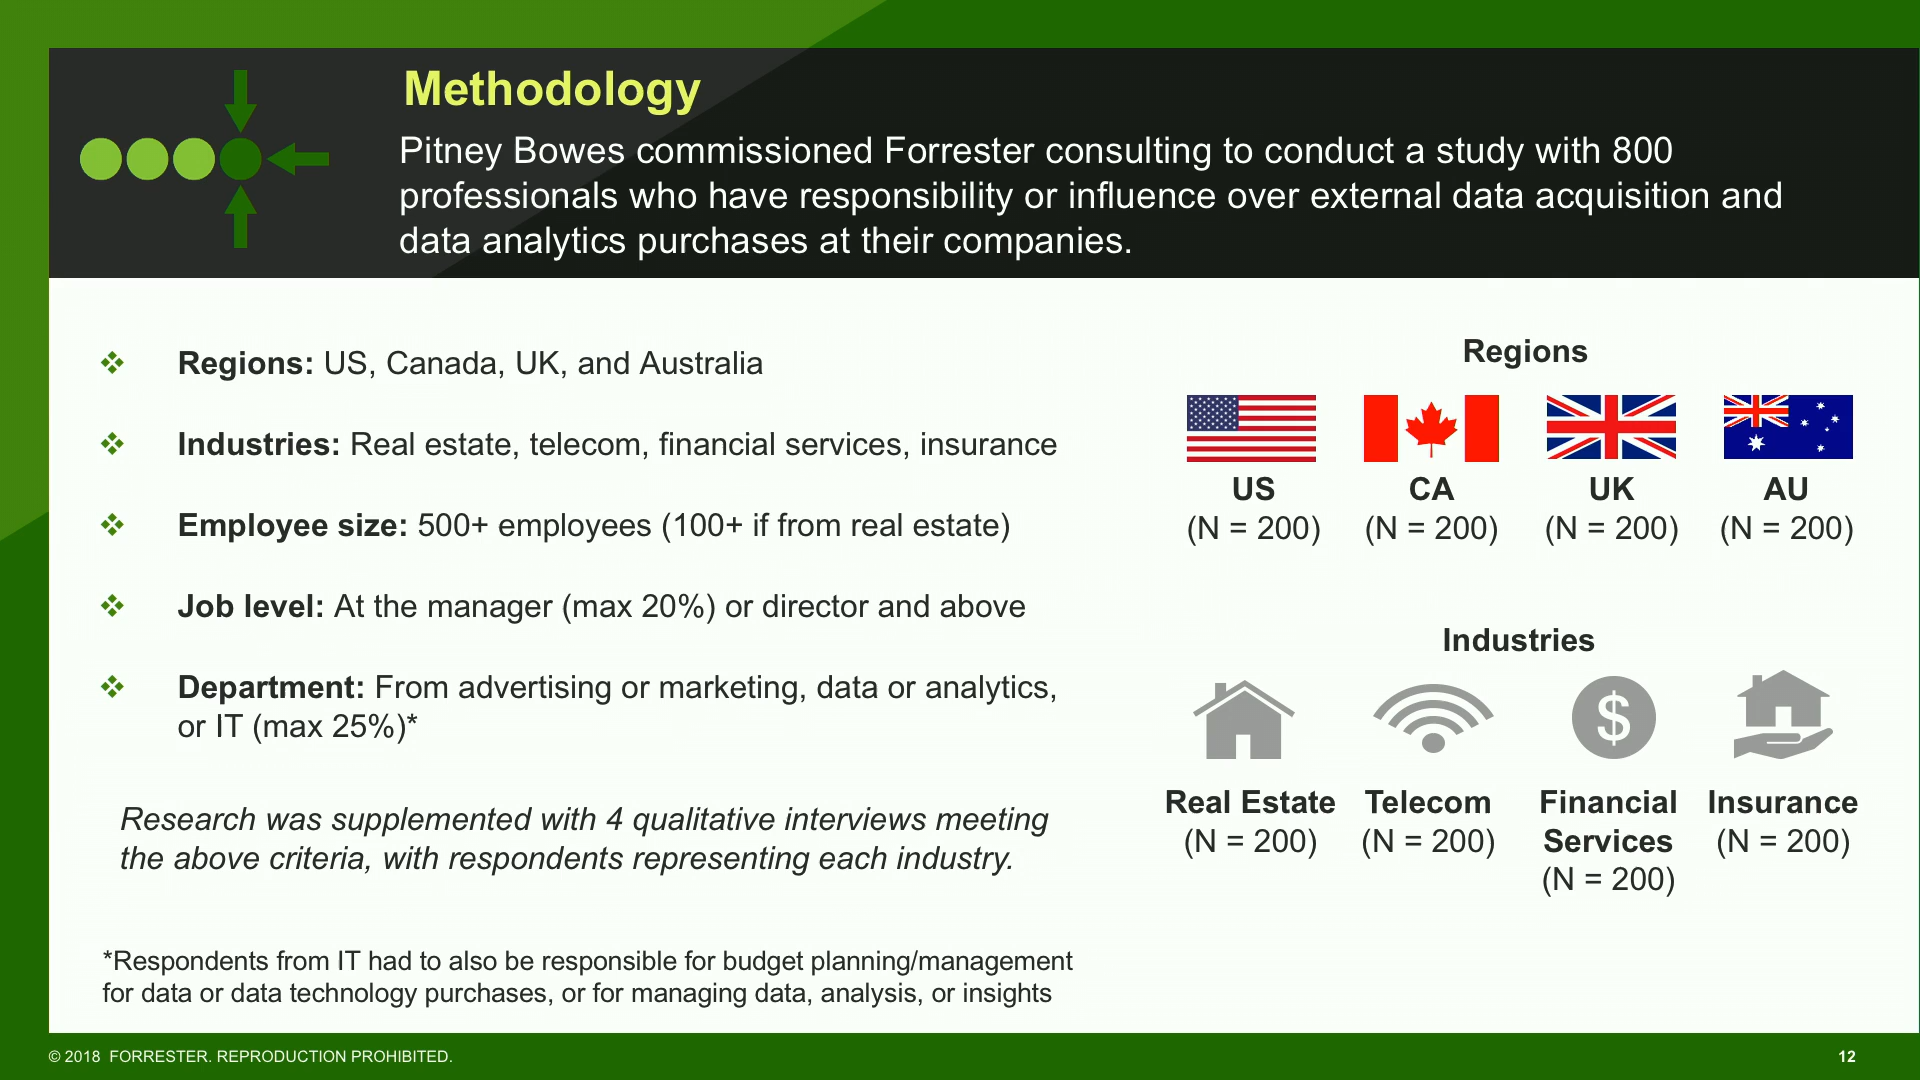 Methodology
Pitney Bowes commissioned Forrester consulting to conduct a study with 800
professionals who have responsibility or influence over external data acquisition and
data analytics purchases at their companies.
❖ Regions: US, Canada, UK, and Australia
❖ Industries: Real estate, telecom, financial services, insurance
❖ Employee size: 500+ employees (100+ if from real estate)
❖ Job level: At the manager (max 20%) or director and above
❖ Department: From advertising or marketing, data or analytics,
or IT (max 25%)*
Research was supplemented with 4 qualitative interviews meeting
the above criteria, with respondents representing each industry.
*Respondents from IT had to also be responsible for budget planning/management
for data or data technology purchases, or for managing data, analysis, or insights
Regions
US CA UK AU
(N = 200) (N = 200) (N = 200) (N = 200)
Industries
$
Real Estate Telecom Financial Insurance
(N = 200) (N = 200) Services (N = 200)
(N = 200)
© 2018 FORRESTER. REPRODUCTION PROHIBITED.
12